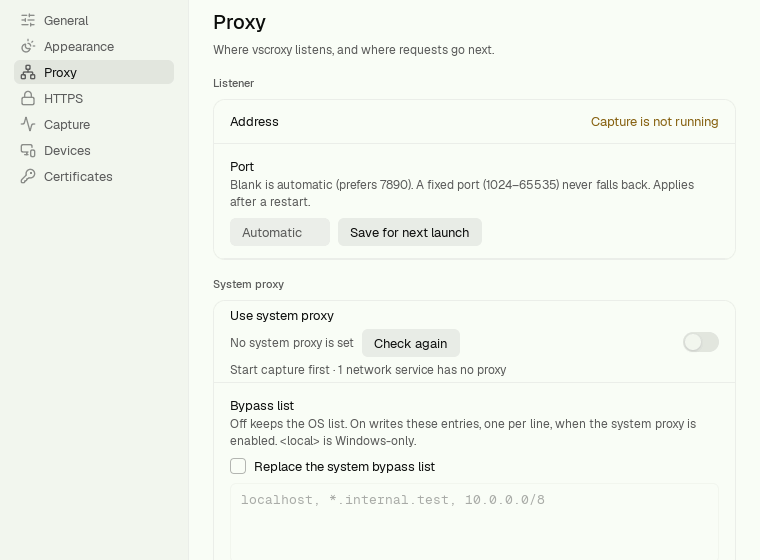 General
Appearance
Proxy
HTTPS
Capture
Devices
Certificates
Proxy
Where vscroxy listens, and where requests go next.
Listener
Address
Capture is not running
Port
Blank is automatic (prefers 7890). A fixed port (1024–65535) never falls back. Applies
after a restart.
Automatic
Save for next launch
System proxy
Use system proxy
No system proxy is set
Check again
Start capture first · 1 network service has no proxy
Bypass list
Off keeps the OS list. On writes these entries, one per line, when the system proxy is
enabled. <local> is Windows-only.
Replace the system bypass list
localhost, *.internal.test, 10.0.0.0/8